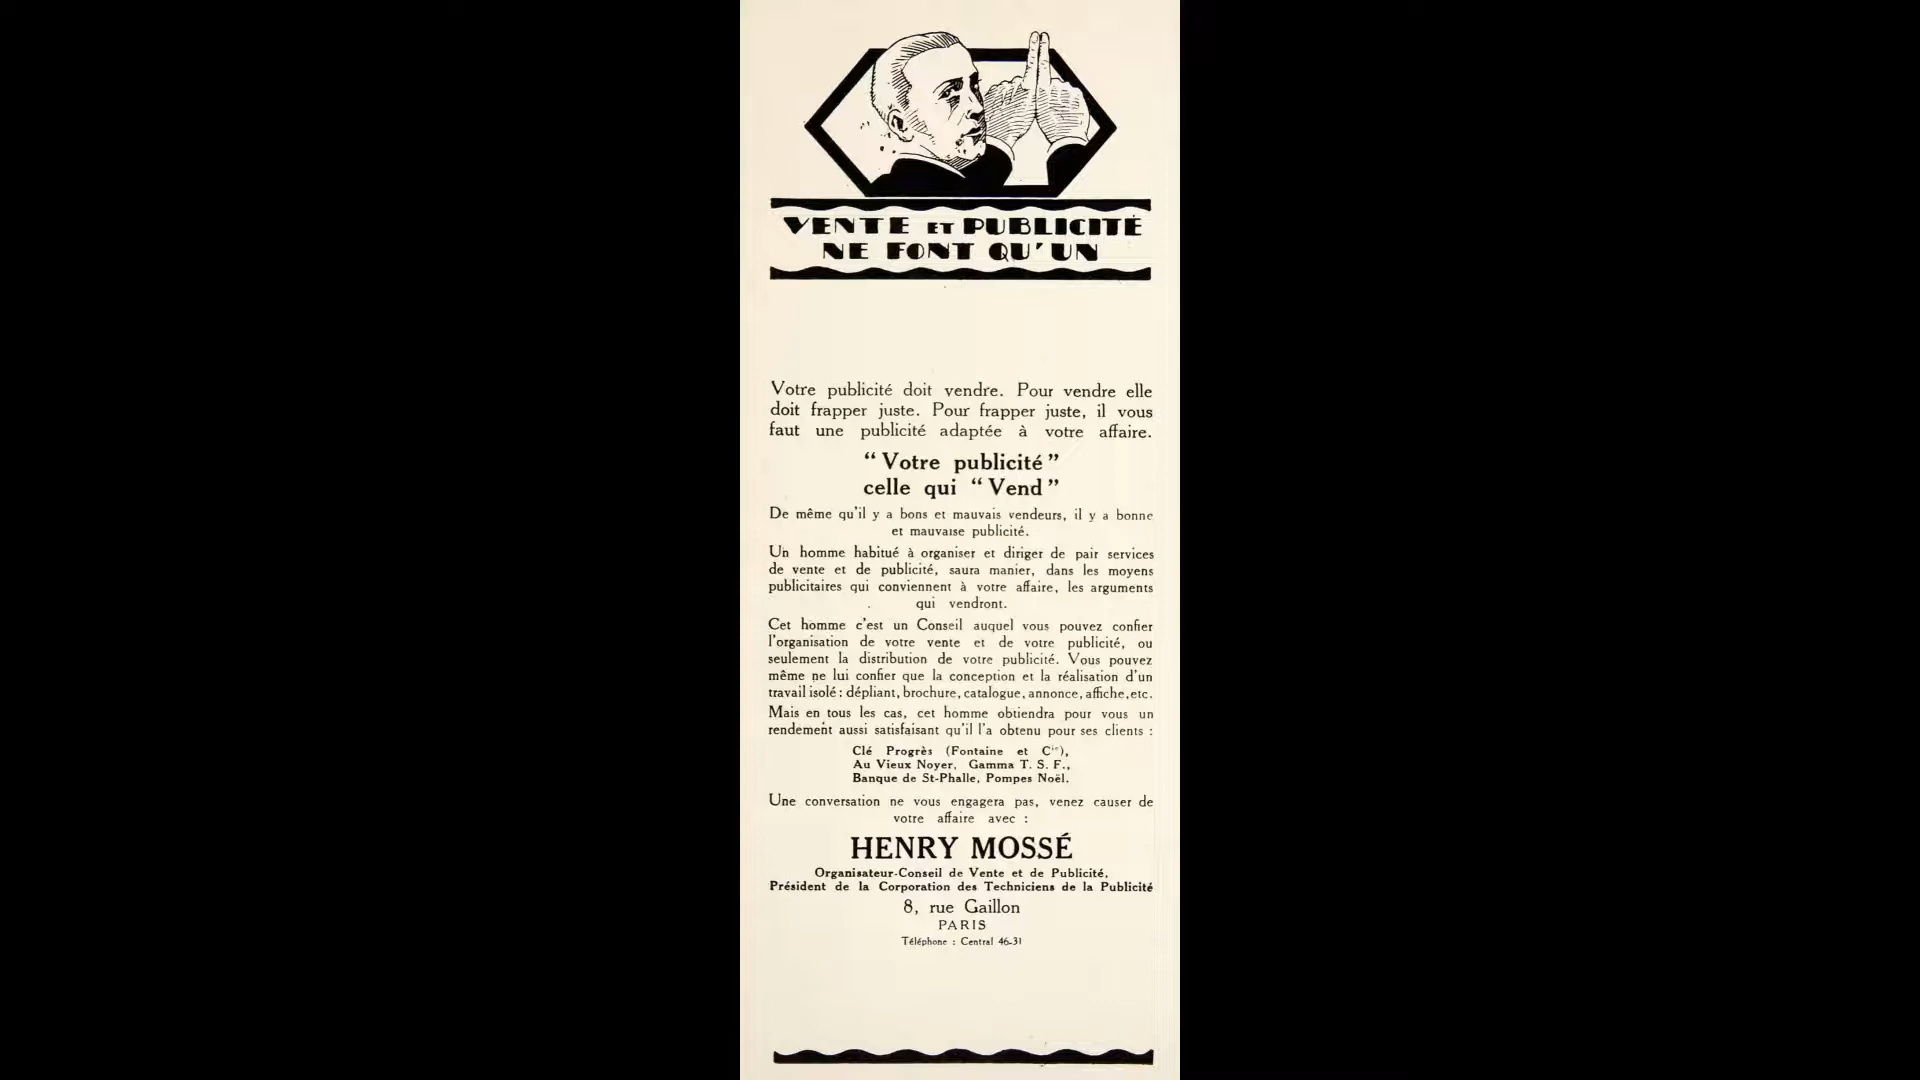 VENTE ET PUBLICITÉ
NE FONT QU'UN
Votre publicité doit vendre. Pour vendre elle
doit frapper juste. Pour frapper juste, il vous
faut une publicité adaptée à votre affaire.
“Votre publicité”
celle qui “Vend”
De même qu'il y a bons et mauvais vendeurs, il y a bonne
et mauvaise publicité.
Un homme habitué à organiser et diriger de pair services
de vente et de publicité, saura manier, dans les moyens
publicitaires qui conviennent à votre affaire, les arguments
qui vendront.
Cet homme c'est un Conseil auquel vous pouvez confier
l'organisation de votre vente et de votre publicité, ou
seulement la distribution de votre publicité. Vous pouvez
même ne lui confier que la conception et la réalisation d'un
travail isolé : dépliant, brochure, catalogue, annonce, affiche, etc.
Mais en tous les cas, cet homme obtiendra pour vous un
rendement aussi satisfaisant qu'il l'a obtenu pour ses clients :
Clé Progrès (Fontaine et Cie),
Au Vieux Noyer, Gamma T. S. F.,
Banque de St-Phalle, Pompes Noël.
Une conversation ne vous engagera pas, venez causer de
votre affaire avec :
HENRY MOSSÉ
Organisateur-Conseil de Vente et de Publicité,
Président de la Corporation des Techniciens de la Publicité
8, rue Gaillon
PARIS
Téléphone : Central 46-31